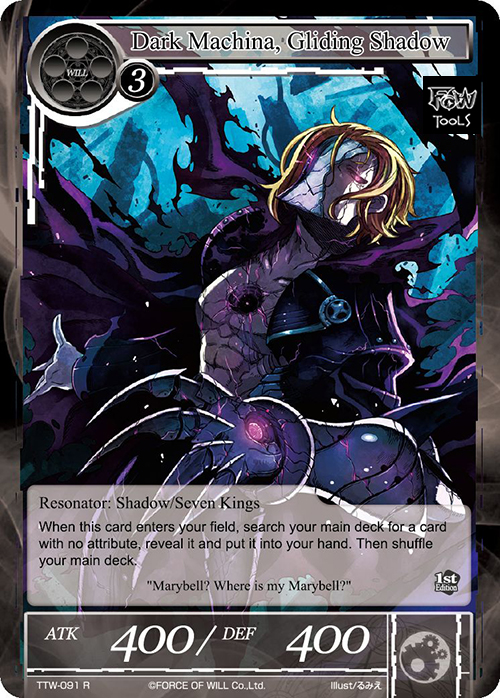 Dark Machina, Gliding Shadow
WILL
3
FOW
TOOLS
Resonator: Shadow/Seven Kings
When this card enters your field, search your main deck for a card
with no attribute, reveal it and put it into your hand. Then shuffle
your main deck.
"Marybell? Where is my Marybell?"
1st
Edition
ATK 400 / DEF 400
TTW-091 R ©FORCE OF WILL Co.,Ltd. Illust/るみえ